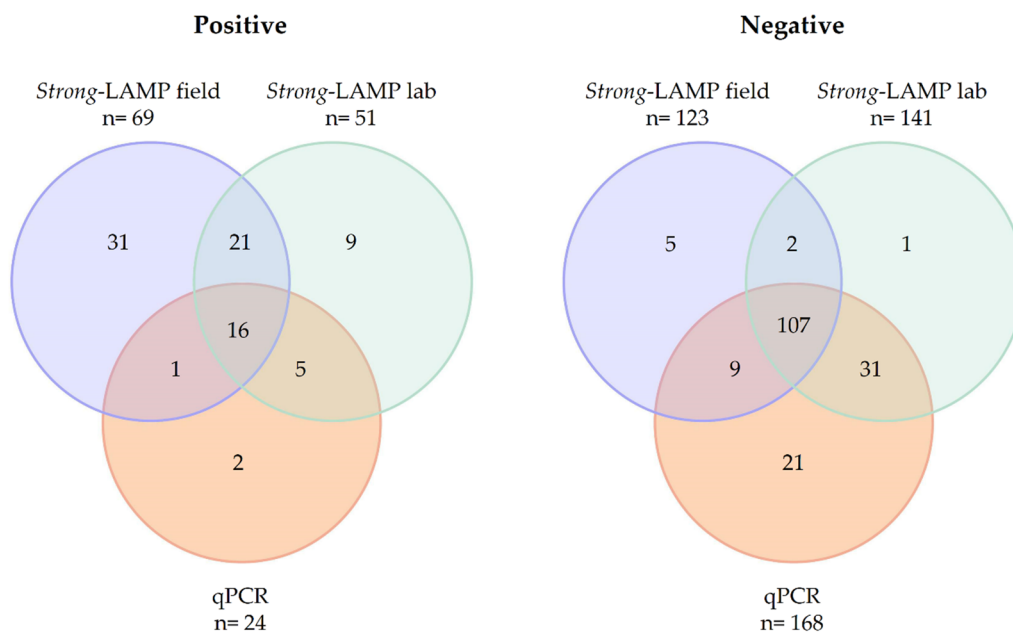 Positive
Negative
Strong-LAMP field
n= 69
Strong-LAMP lab
n= 51
Strong-LAMP field
n= 123
Strong-LAMP lab
n= 141
31
21
9
16
1
5
2
qPCR
n= 24
5
2
1
107
9
31
21
qPCR
n= 168